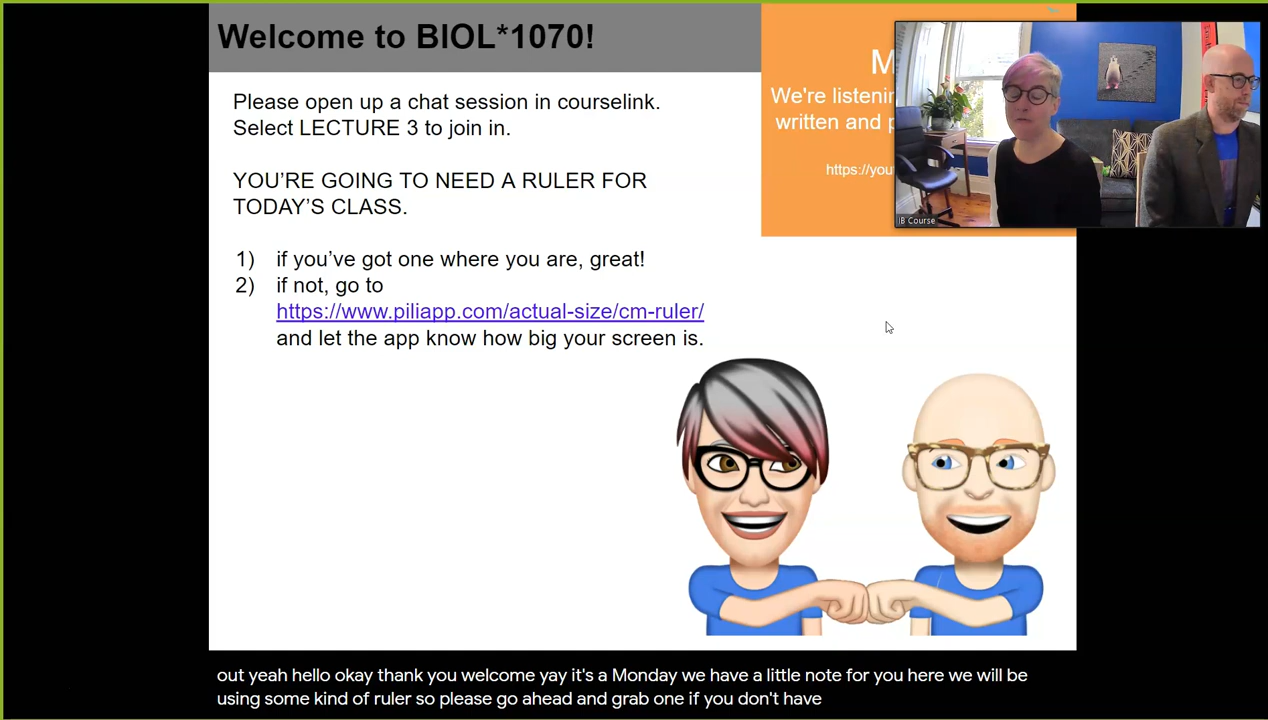 Welcome to BIOL*1070!
Please open up a chat session in courselink.
Select LECTURE 3 to join in.
YOU'RE GOING TO NEED A RULER FOR
TODAY'S CLASS.
1) if you've got one where you are, great!
2) if not, go to
https://www.piliapp.com/actual-size/cm-ruler/
and let the app know how big your screen is.
We're
written and
IB Course
out yeah hello okay thank you welcome yay it's a Monday we have a little note for you here we will be
using some kind of ruler so please go ahead and grab one if you don't have